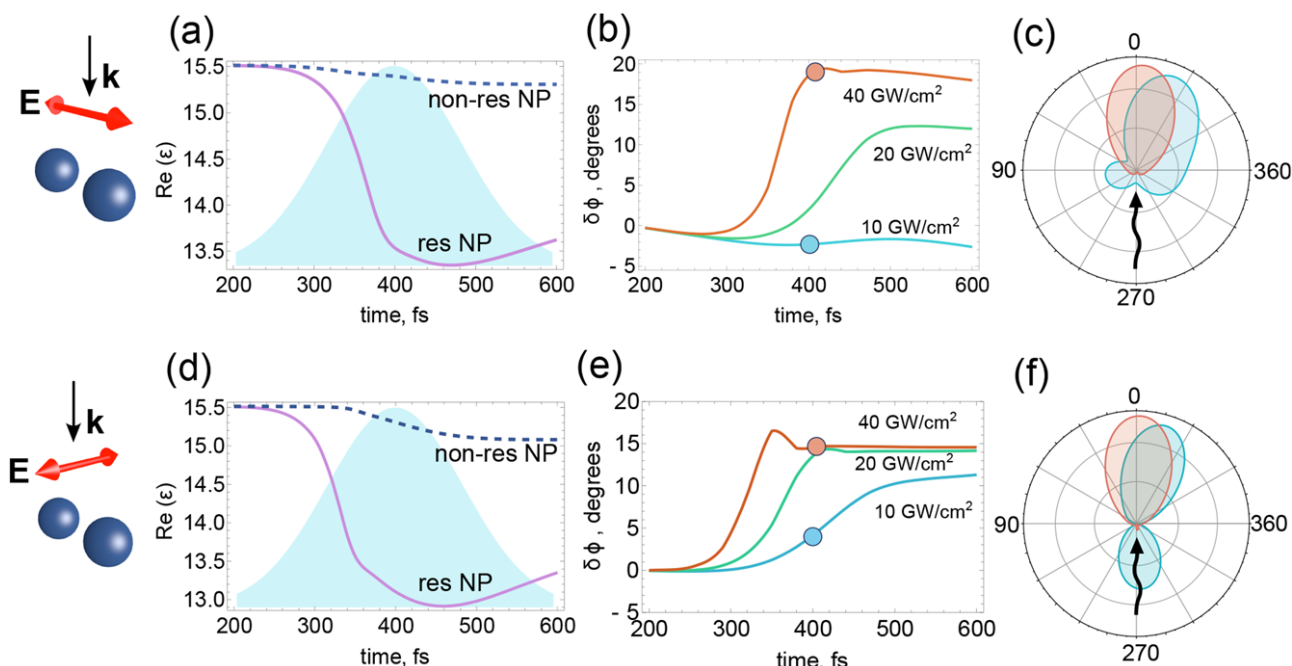 (a)
k
E
Re (ε)
15.5
15.0
14.5
14.0
13.5
non-res NP
res NP
200
300
400
500
600
time, fs
(b)
δϕ , degrees
20
15
10
5
0
- 5
40 GW/cm²
20 GW/cm²
10 GW/cm²
200
300
400
500
600
time, fs
(c)
0
90
360
270
(d)
k
E
Re (ε)
15.5
15.0
14.5
14.0
13.5
13.0
non-res NP
res NP
200
300
400
500
600
time, fs
(e)
δϕ , degrees
20
15
10
5
0
- 5
40 GW/cm²
20 GW/cm²
10 GW/cm²
200
300
400
500
600
time, fs
(f)
0
90
360
270